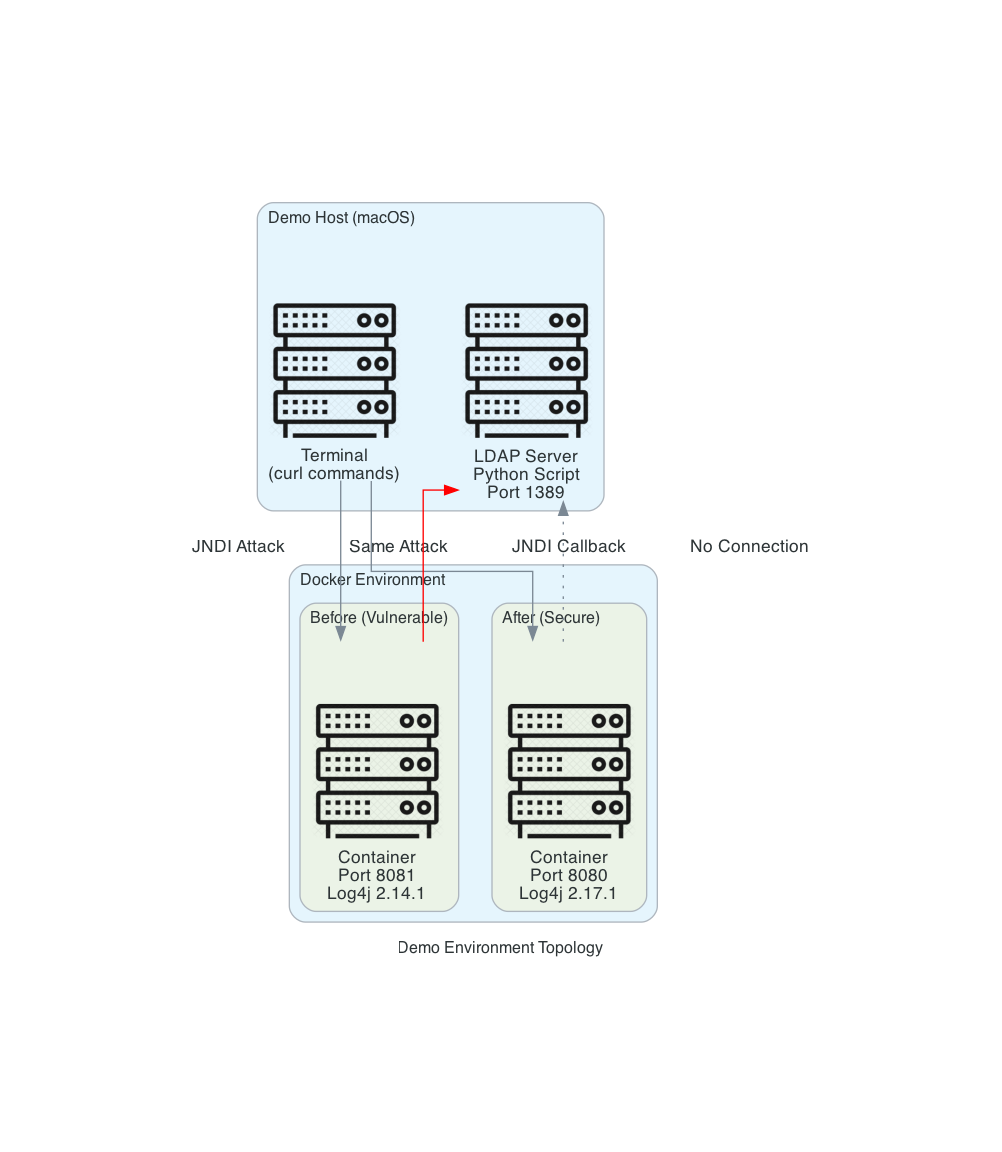 Demo Host (macOS)
Terminal
(curl commands)
LDAP Server
Python Script
Port 1389
JNDI Attack
Same Attack
JNDI Callback
No Connection
Docker Environment
Before (Vulnerable)
After (Secure)
Container
Port 8081
Log4j 2.14.1
Container
Port 8080
Log4j 2.17.1
Demo Environment Topology